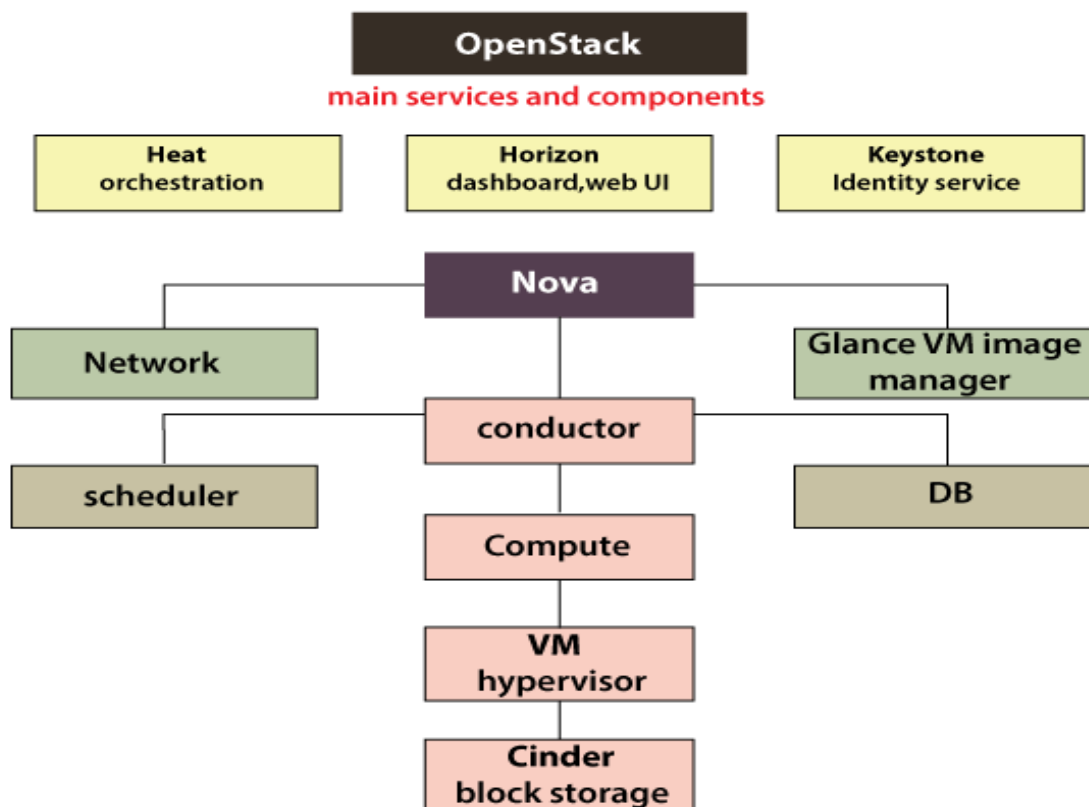 OpenStack
main services and components
Heat
orchestration
Horizon
dashboard,web UI
Keystone
Identity service
Nova
Network
Glance VM image
manager
conductor
scheduler
DB
Compute
VM
hypervisor
Cinder
block storage